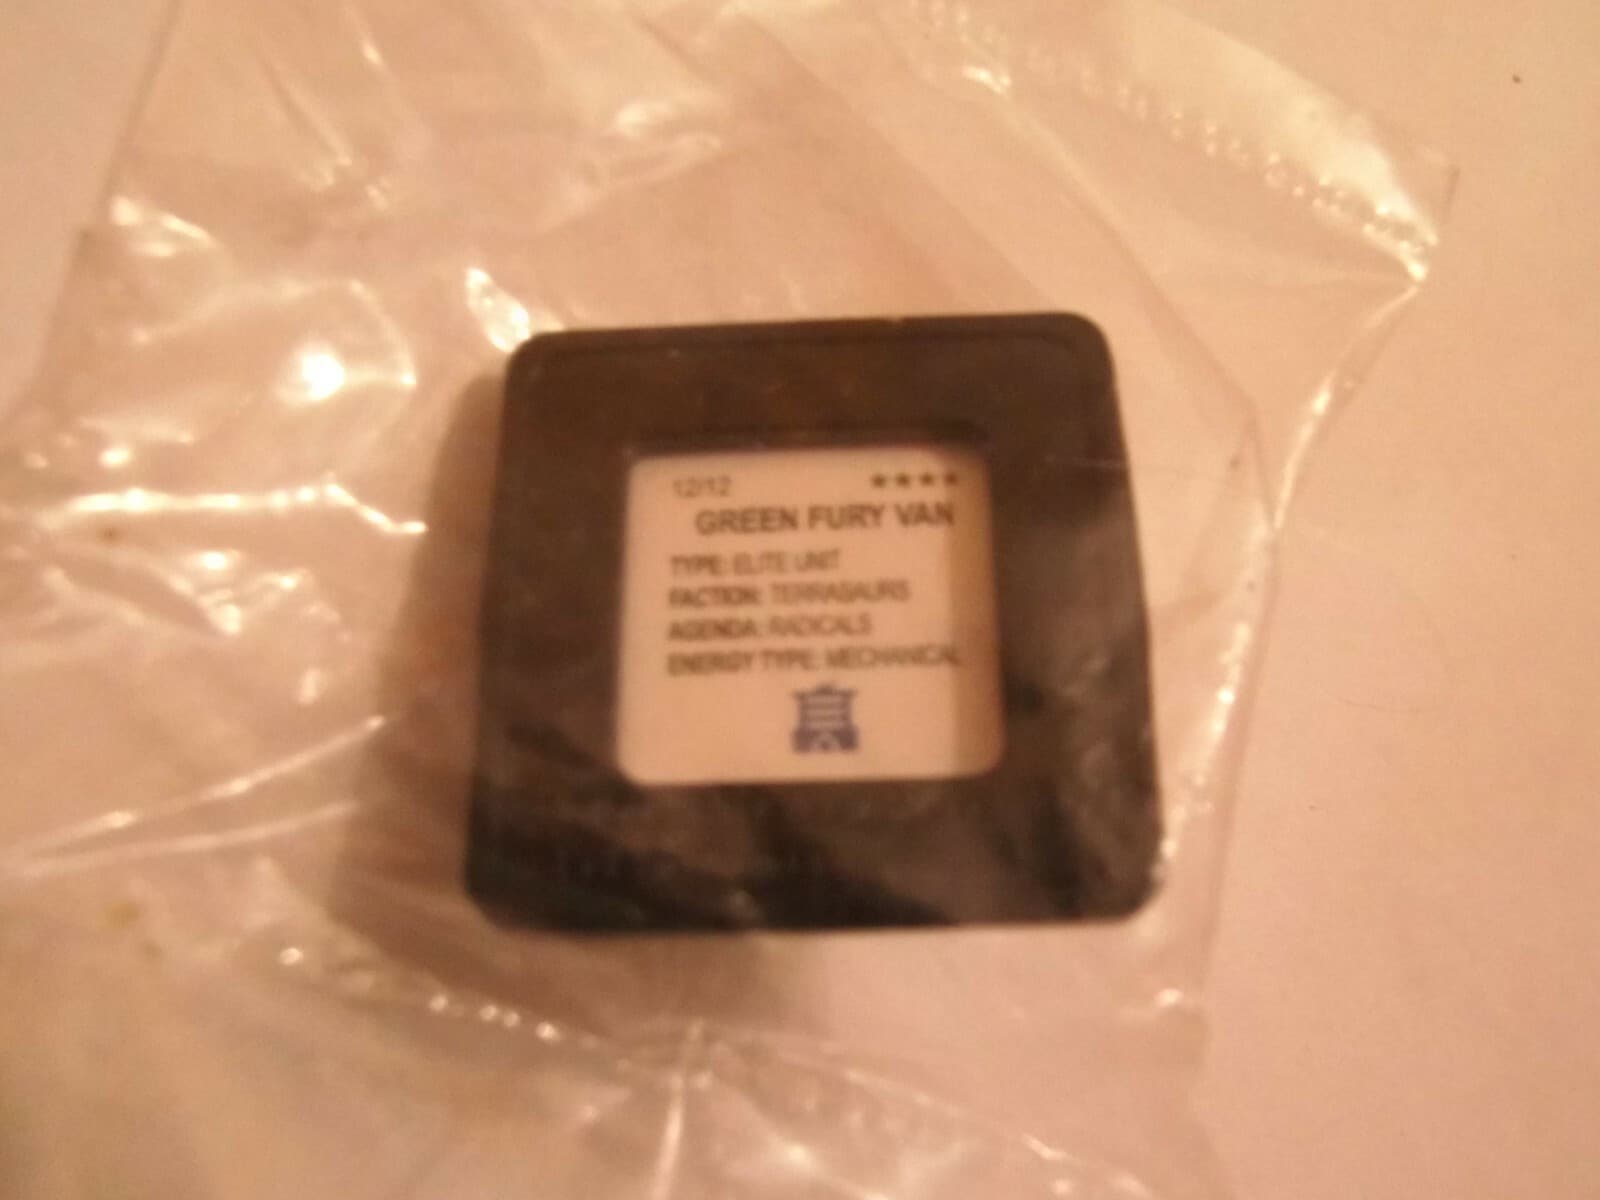 12/12 ★★★★
GREEN FURY VAN
TYPE: ELITE UNIT
FACTION: TERRASAURS
AGENDA: RADICALS
ENERGY TYPE: MECHANICAL